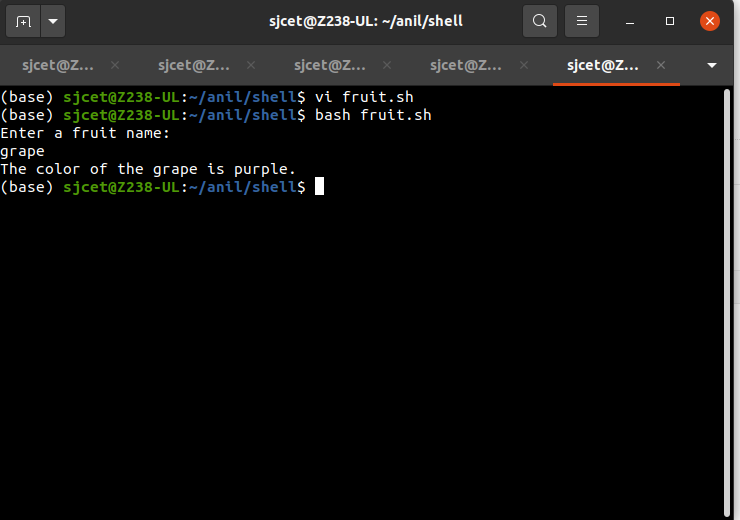 sjcet@Z238-UL: ~/anil/shell
sjcet@Z... sjcet@Z... sjcet@Z... sjcet@Z... sjcet@Z...
(base) sjcet@Z238-UL:~/anil/shell$ vi fruit.sh
(base) sjcet@Z238-UL:~/anil/shell$ bash fruit.sh
Enter a fruit name:
grape
The color of the grape is purple.
(base) sjcet@Z238-UL:~/anil/shell$